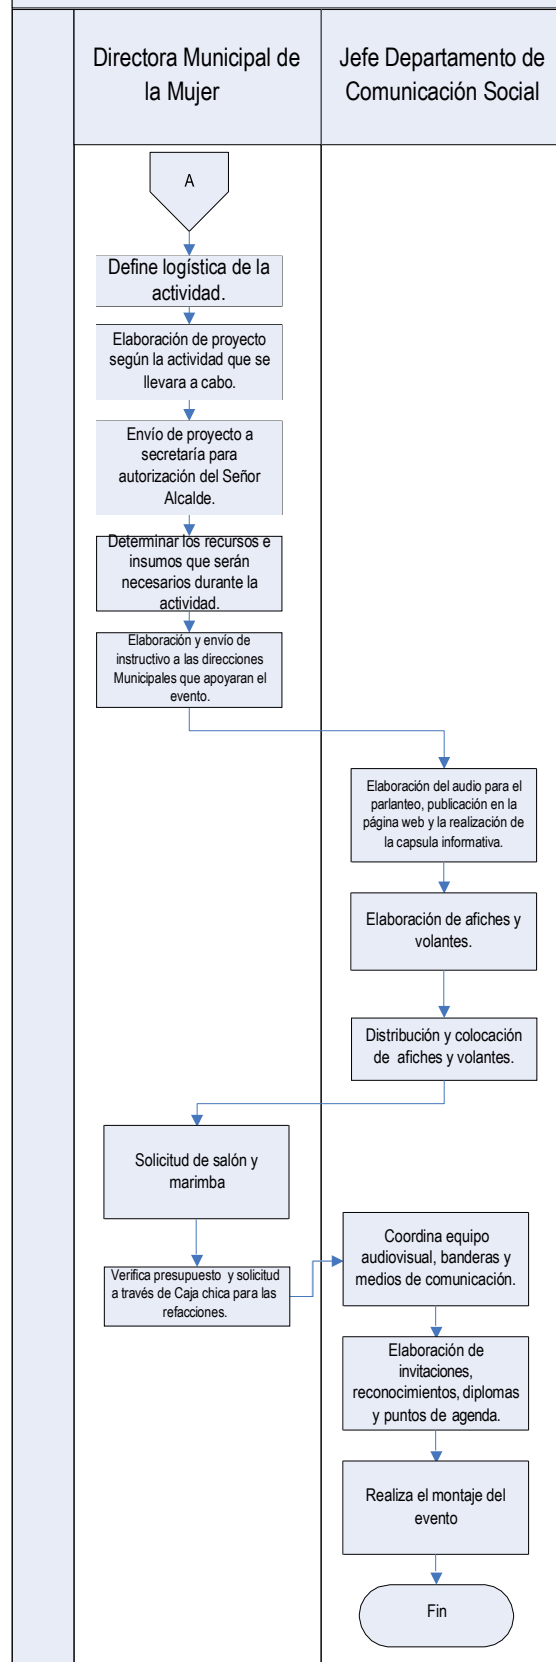 Directora Municipal de
la Mujer
Jefe Departamento de
Comunicación Social
A
Define logística de la
actividad.
Elaboración de proyecto
según la actividad que se
llevara a cabo.
Envío de proyecto a
secretaría para
autorización del Señor
Alcalde.
Determinar los recursos e
insumos que serán
necesarios durante la
actividad.
Elaboración y envío de
instructivo a las direcciones
Municipales que apoyaran el
evento.
Elaboración del audio para el
parlanteo, publicación en la
página web y la realización de
la capsula informativa.
Elaboración de afiches y
volantes.
Distribución y colocación
de afiches y volantes.
Solicitud de salón y
marimba
Verifica presupuesto y solicitud
a través de Caja chica para las
refacciones.
Coordina equipo
audiovisual, banderas y
medios de comunicación.
Elaboración de
invitaciones,
reconocimientos, diplomas
y puntos de agenda.
Realiza el montaje del
evento
Fin